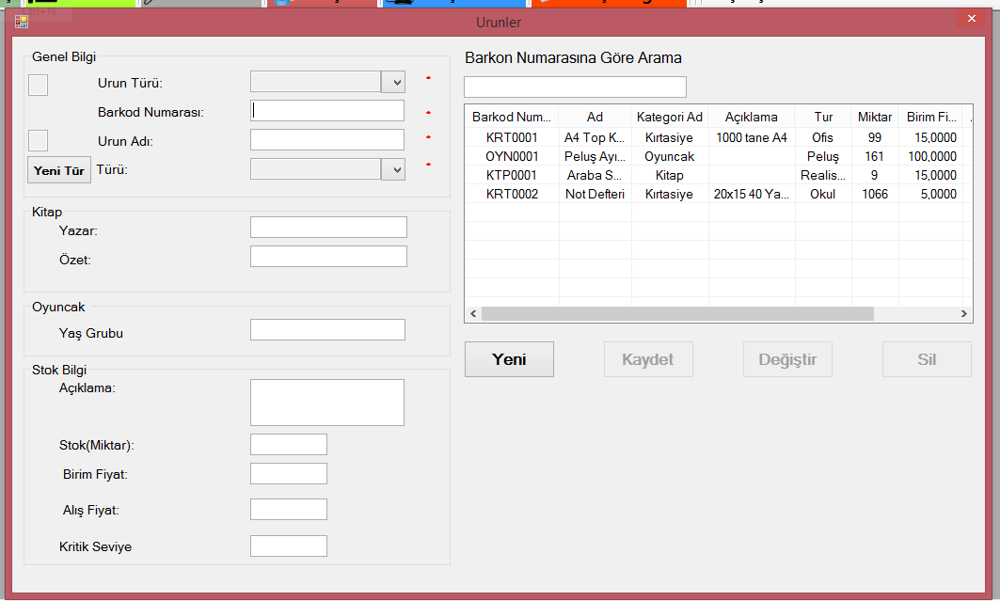 Urunler
Genel Bilgi
Urun Türü:
*
Barkod Numarası:
*
Urun Adı:
*
Yeni Tür
Türü:
*
Kitap
Yazar:
Özet:
Oyuncak
Yaş Grubu
Stok Bilgi
Açıklama:
Stok(Miktar):
Birim Fiyat:
Alış Fiyat:
Kritik Seviye
Barkon Numarasına Göre Arama
Barkod Num... Ad Kategori Ad Açıklama Tur Miktar Birim Fi...
KRT0001 A4 Top K... Kırtasiye 1000 tane A4 Ofis 99 15,0000
OYN0001 Peluş Ayı... Oyuncak Peluş 161 100,0000
KTP0001 Araba S... Kitap Realis... 9 15,0000
KRT0002 Not Defteri Kırtasiye 20x15 40 Ya... Okul 1066 5,0000
Yeni Kaydet Değiştir Sil